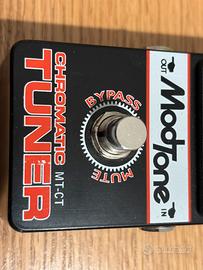 OUT
Modtone
IN
BYPASS
MUTE
CHROMATIC MT-CT
TUNER